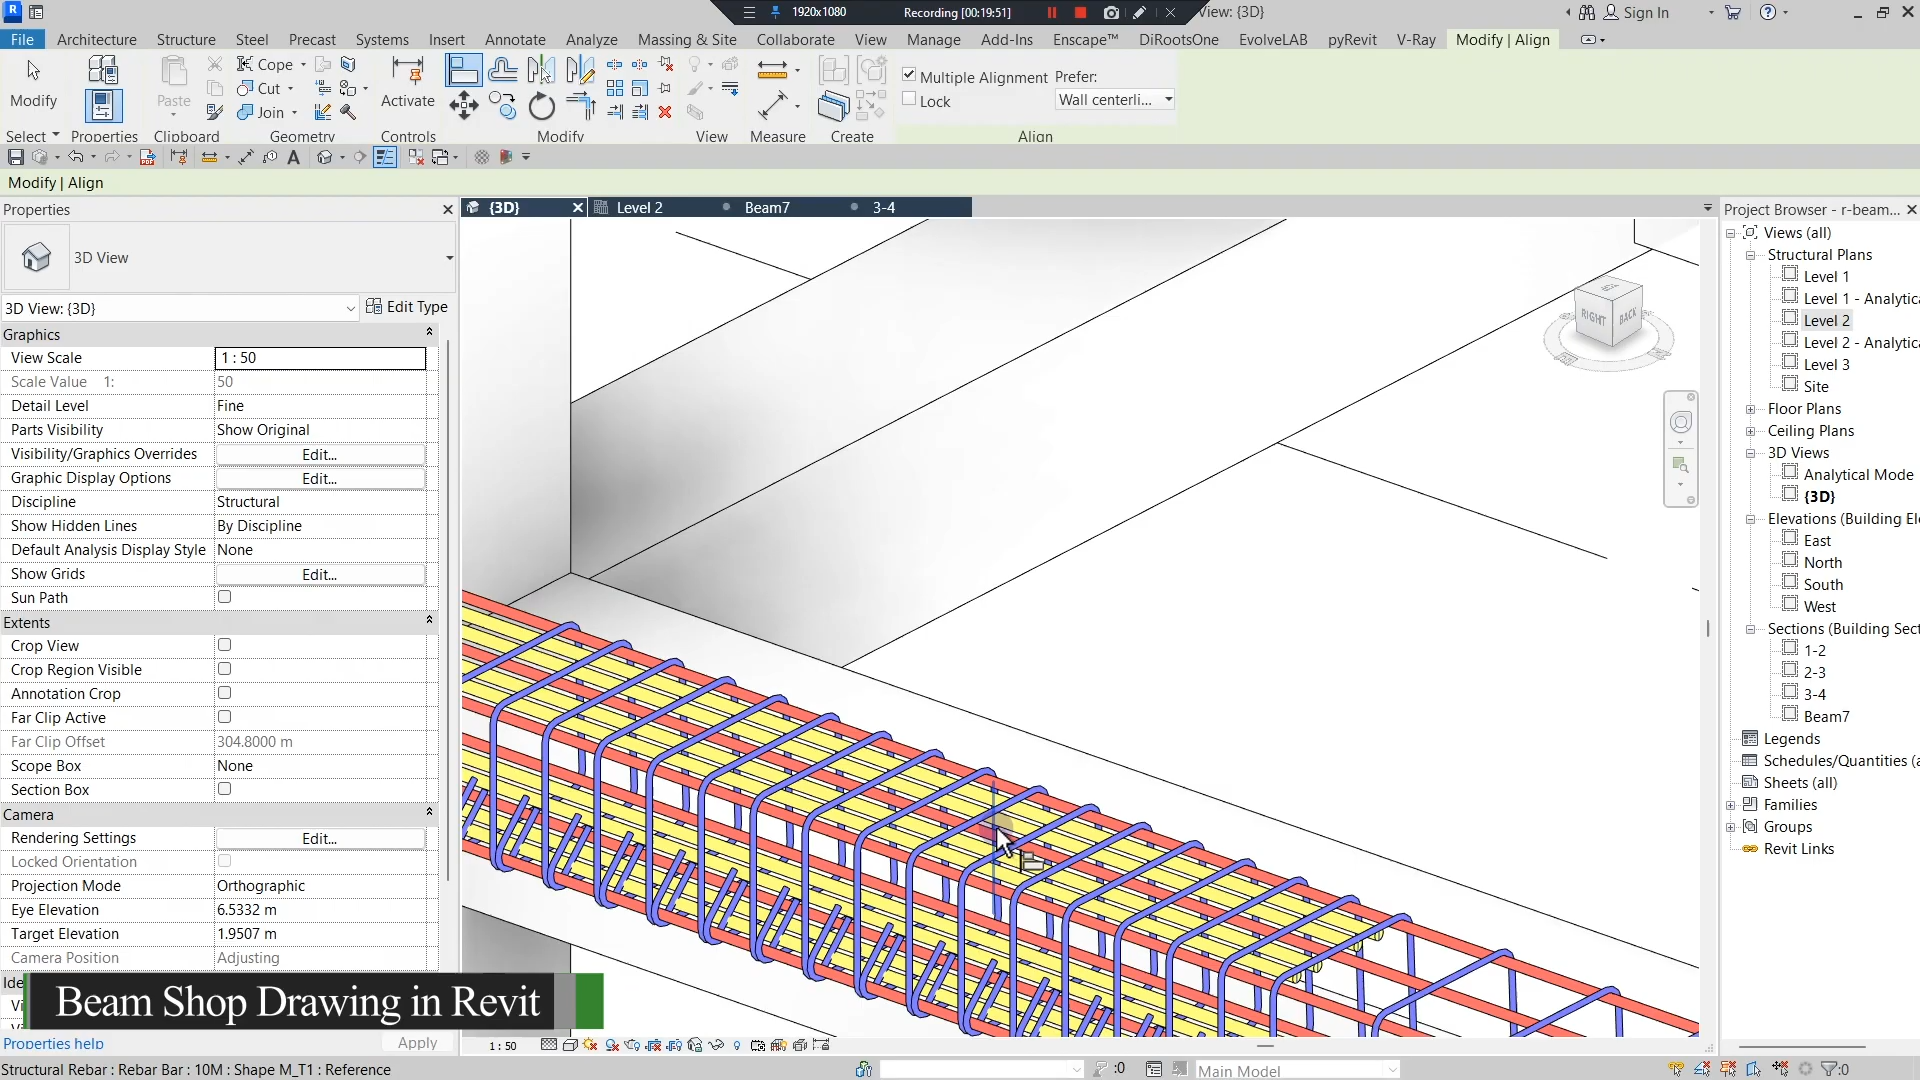 1920x1080
Recording [00:19:51]
View: {3D}
Sign In
File
Architecture
Structure
Steel
Precast
Systems
Insert
Annotate
Analyze
Massing & Site
Collaborate
View
Manage
Add-Ins
Enscape™
DiRootsOne
EvolveLAB
pyRevit
V-Ray
Modify | Align
Modify
Paste
Cope
Cut
Join
Activate
Multiple Alignment
Prefer:
Lock
Wall centerli...
Select
Properties
Clipboard
Geometry
Controls
Modify
View
Measure
Create
Align
Modify | Align
Properties
3D View
3D View: {3D}
Edit Type
Graphics
View Scale 1 : 50
Scale Value 1: 50
Detail Level Fine
Parts Visibility Show Original
Visibility/Graphics Overrides Edit...
Graphic Display Options Edit...
Discipline Structural
Show Hidden Lines By Discipline
Default Analysis Display Style None
Show Grids Edit...
Sun Path
Extents
Crop View
Crop Region Visible
Annotation Crop
Far Clip Active
Far Clip Offset 304.8000 m
Scope Box None
Section Box
Camera
Rendering Settings Edit...
Locked Orientation
Projection Mode Orthographic
Eye Elevation 6.5332 m
Target Elevation 1.9507 m
Camera Position Adjusting
Beam Shop Drawing in Revit
Properties help
Apply
{3D}
Level 2
Beam7
3-4
RIGHT
BACK
1 : 50
Project Browser - r-beam...
Views (all)
Structural Plans
Level 1
Level 1 - Analytica
Level 2
Level 2 - Analytica
Level 3
Site
Floor Plans
Ceiling Plans
3D Views
Analytical Mode
{3D}
Elevations (Building El
East
North
South
West
Sections (Building Sect
1-2
2-3
3-4
Beam7
Legends
Schedules/Quantities (a
Sheets (all)
Families
Groups
Revit Links
Structural Rebar : Rebar Bar : 10M : Shape M_T1 : Reference
:0
Main Model
:0